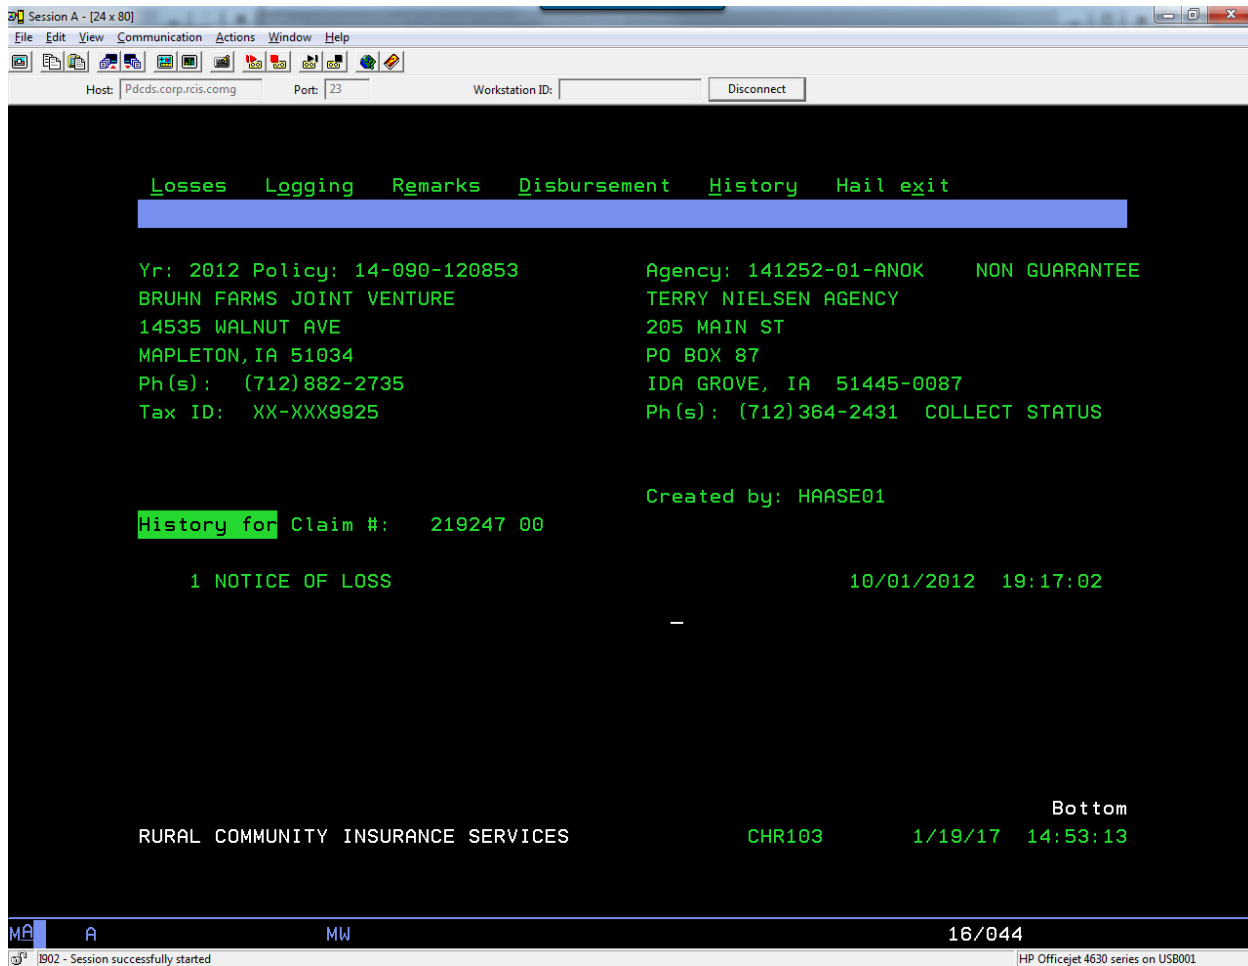 Session A - [24 x 80]
File Edit View Communication Actions Window Help
Host: Pdcds.corp.rcis.comg Port: 23 Workstation ID: Disconnect
Losses Logging Remarks Disbursement History Hail exit
Yr: 2012 Policy: 14-090-120853 Agency: 141252-01-ANOK NON GUARANTEE
BRUHN FARMS JOINT VENTURE TERRY NIELSEN AGENCY
14535 WALNUT AVE 205 MAIN ST
MAPLETON, IA 51034 PO BOX 87
Ph(s): (712)882-2735 IDA GROVE, IA 51445-0087
Tax ID: XX-XXX9925 Ph(s): (712)364-2431 COLLECT STATUS
Created by: HAASE01
History for Claim #: 219247 00
1 NOTICE OF LOSS 10/01/2012 19:17:02
Bottom
RURAL COMMUNITY INSURANCE SERVICES CHR103 1/19/17 14:53:13
MA A MW 16/044
I902 - Session successfully started HP Officejet 4630 series on USB001